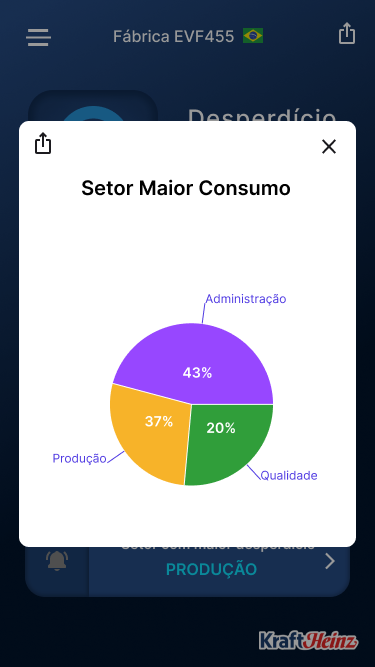 Fábrica EVF455
Desperdício
Setor Maior Consumo
Administração
43%
37%
20%
Produção
Qualidade
Setor com maior desperdício
PRODUÇÃO
KraftHeinz